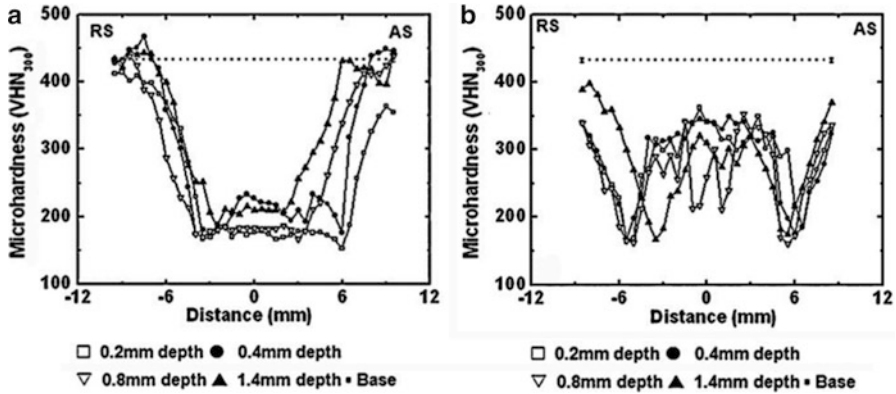 a
500
RS
AS
400
300
200
100
Microhardness (VHN300)
-12
-6
0
6
12
Distance (mm)
0.2mm depth
0.4mm depth
0.8mm depth
1.4mm depth
Base
b
500
RS
AS
400
300
200
100
Microhardness (VHN300)
-12
-6
0
6
12
Distance (mm)
0.2mm depth
0.4mm depth
0.8mm depth
1.4mm depth
Base